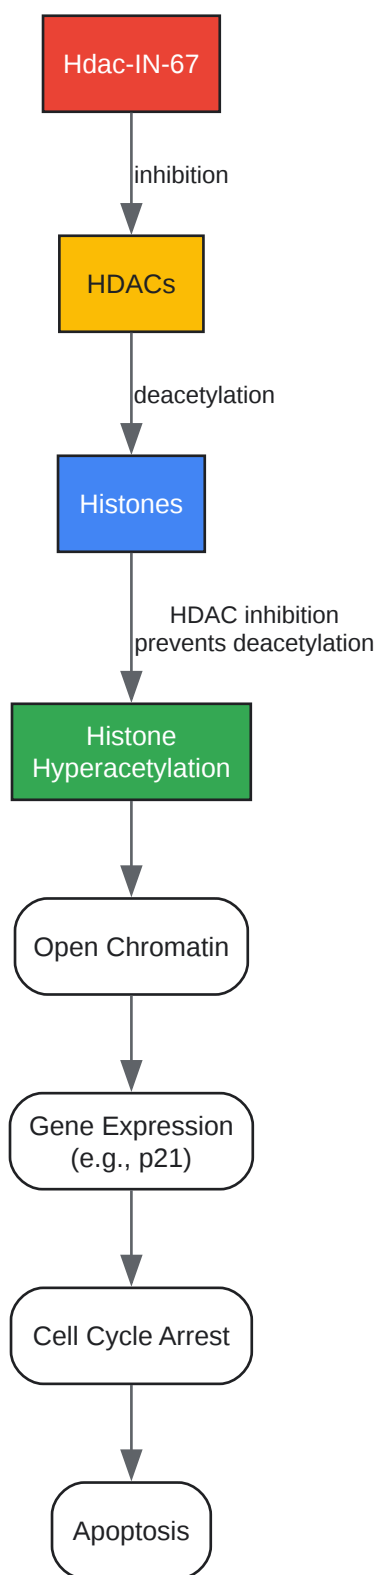 Hdac-IN-67
inhibition
HDACs
deacetylation
Histones
HDAC inhibition
prevents deacetylation
Histone
Hyperacetylation
Open Chromatin
Gene Expression
(e.g., p21)
Cell Cycle Arrest
Apoptosis